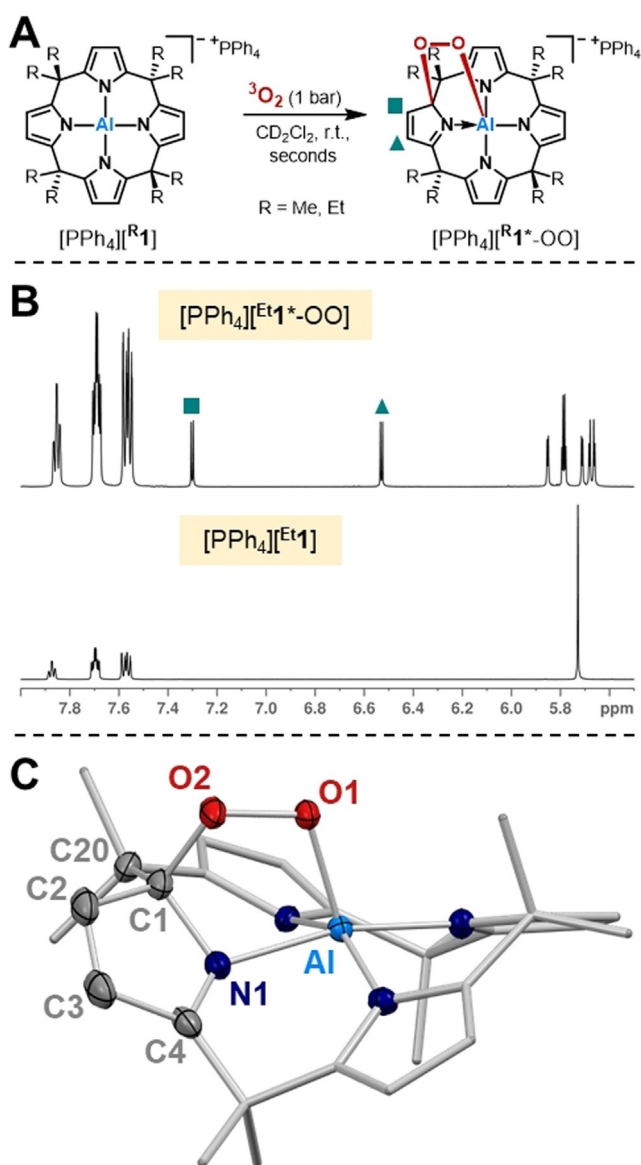 A
R R R R R R R R
N N N N Al
]⁻ ⁺PPh₄
[PPh₄][ᴿ1]
³O₂ (1 bar)
CD₂Cl₂, r.t.,
seconds
R = Me, Et
O O
R R R R R R R R
N N N N Al
]⁻ ⁺PPh₄
[PPh₄][ᴿ1*-OO]
B
[PPh₄][ᴱᵗ1*-OO]
[PPh₄][ᴱᵗ1]
7.8 7.6 7.4 7.2 7.0 6.8 6.6 6.4 6.2 6.0 5.8 ppm
C
O2 O1
C20
C2 C1
Al
N1
C3
C4